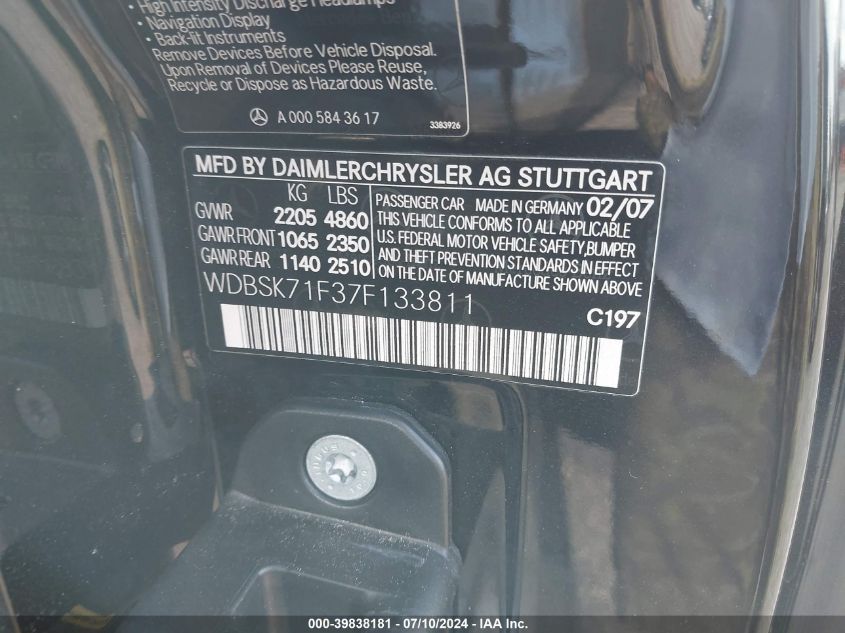 • High Intensity Discharge Headlamps
• Navigation Display
• Back-lit Instruments
Remove Devices Before Vehicle Disposal.
Upon Removal of Devices Please Reuse,
Recycle or Dispose as Hazardous Waste.
A 000 584 36 17
3383926
MFD BY DAIMLERCHRYSLER AG STUTTGART
KG LBS
GVWR 2205 4860
GAWR FRONT 1065 2350
GAWR REAR 1140 2510
PASSENGER CAR MADE IN GERMANY 02/07
THIS VEHICLE CONFORMS TO ALL APPLICABLE
U.S. FEDERAL MOTOR VEHICLE SAFETY, BUMPER
AND THEFT PREVENTION STANDARDS IN EFFECT
ON THE DATE OF MANUFACTURE SHOWN ABOVE
WDBSK71F37F133811
C197
000-39838181 / 07/10/2024 / IAA Inc.